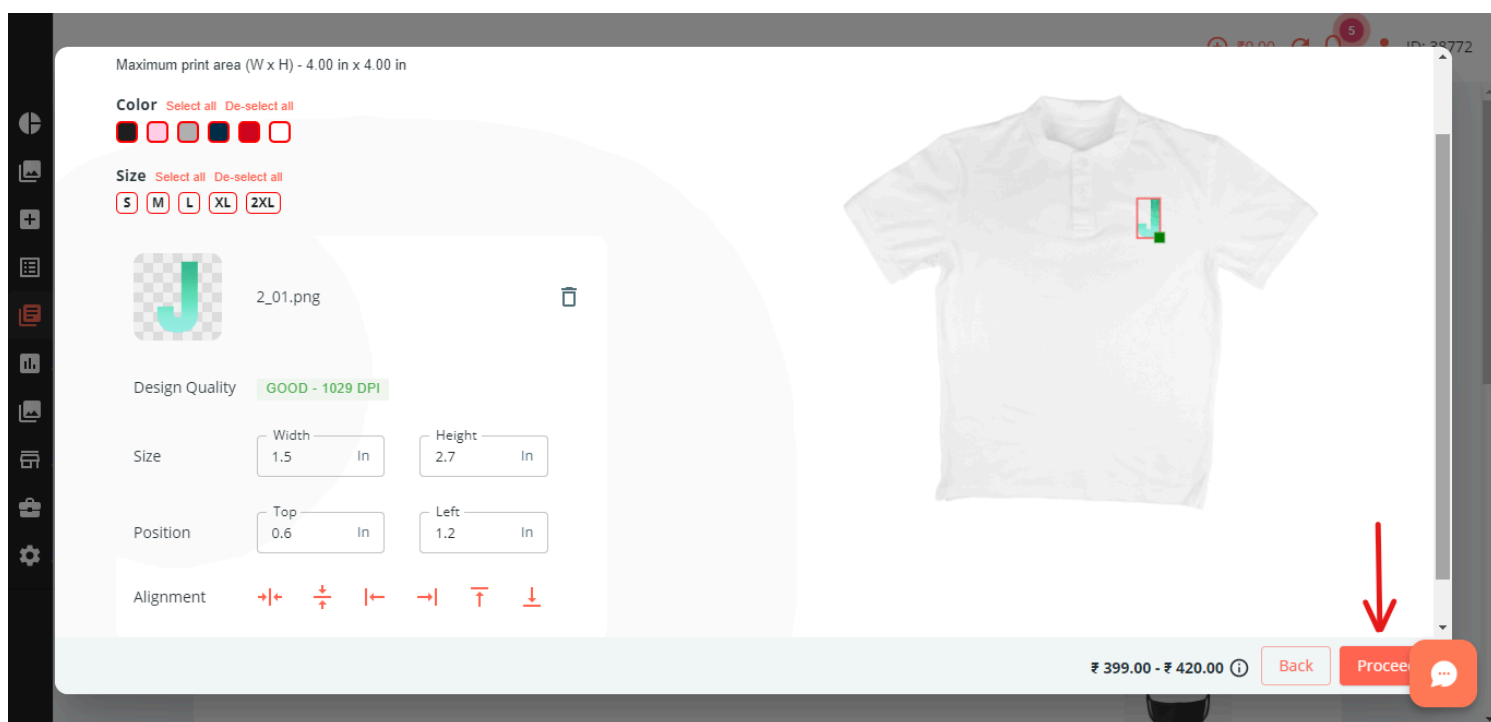 5
₹0.00 ID: 38772
Maximum print area (W x H) - 4.00 in x 4.00 in
Color Select all De-select all
Size Select all De-select all
S M L XL 2XL
J
2_01.png
J
Design Quality GOOD - 1029 DPI
Width Height
Size 1.5 In 2.7 In
Top Left
Position 0.6 In 1.2 In
Alignment
₹ 399.00 - ₹ 420.00 Back Procee